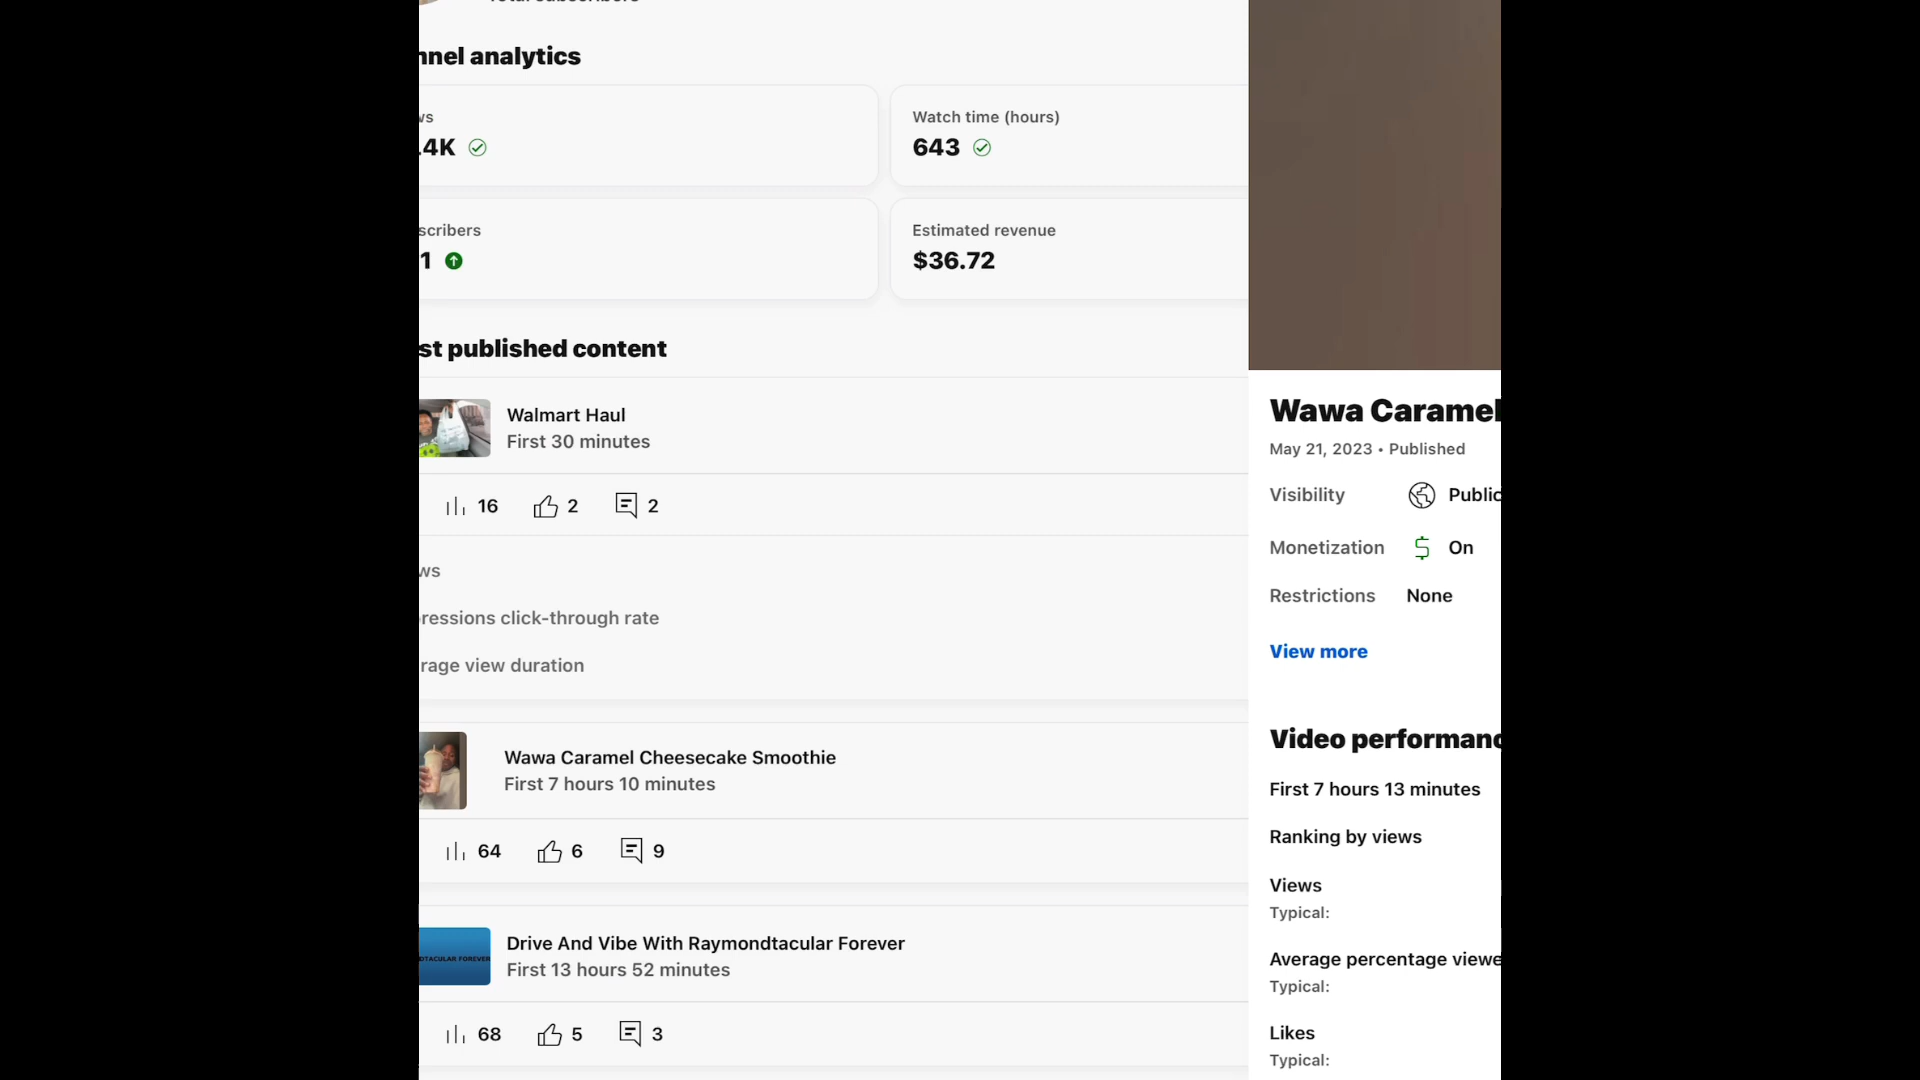 Total subscribers
nnel analytics
ws
.4K
Watch time (hours)
643
scribers
1
Estimated revenue
$36.72
st published content
Walmart Haul
First 30 minutes
16 2 2
ws
ressions click-through rate
rage view duration
Wawa Caramel Cheesecake Smoothie
First 7 hours 10 minutes
64 6 9
DTACULAR FOREVER
Drive And Vibe With Raymondtacular Forever
First 13 hours 52 minutes
68 5 3
Wawa Caramel
May 21, 2023 • Published
Visibility Public
Monetization On
Restrictions None
View more
Video performanc
First 7 hours 13 minutes
Ranking by views
Views
Typical:
Average percentage viewe
Typical:
Likes
Typical: